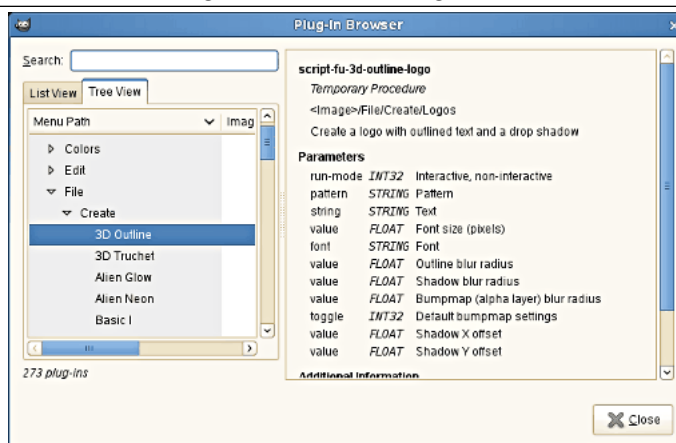 Plug-In Browser
Search:
List View Tree View
Menu Path Imag
Colors
Edit
File
Create
3D Outline
3D Truchet
Alien Glow
Alien Neon
Basic I
273 plug-ins
script-fu-3d-outline-logo
Temporary Procedure
<Image>/File/Create/Logos
Create a logo with outlined text and a drop shadow
Parameters
run-mode INT32 Interactive, non-interactive
pattern STRING Pattern
string STRING Text
value FLOAT Font size (pixels)
font STRING Font
value FLOAT Outline blur radius
value FLOAT Shadow blur radius
value FLOAT Bumpmap (alpha layer) blur radius
toggle INT32 Default bumpmap settings
value FLOAT Shadow X offset
value FLOAT Shadow Y offset
Additional Information
Close